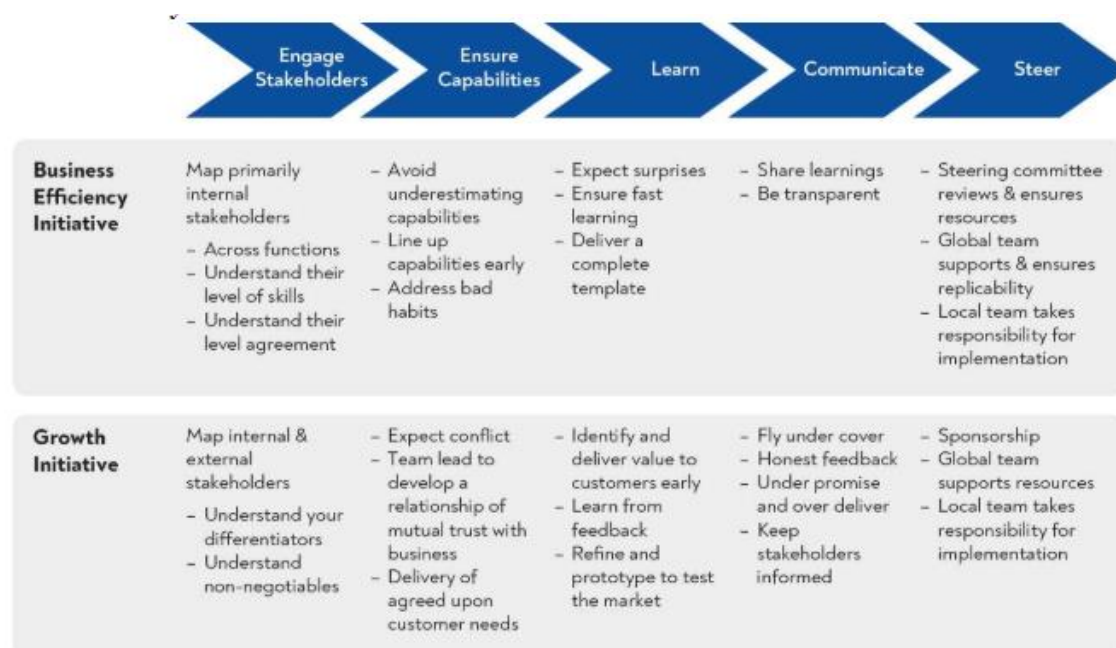 Engage
Stakeholders
Ensure
Capabilities
Learn
Communicate
Steer
Business
Efficiency
Initiative
Map primarily
internal
stakeholders
– Across functions
– Understand their
level of skills
– Understand their
level agreement
– Avoid
underestimating
capabilities
– Line up
capabilities early
– Address bad
habits
– Expect surprises
– Ensure fast
learning
– Deliver a
complete
template
– Share learnings
– Be transparent
– Steering committee
reviews & ensures
resources
– Global team
supports & ensures
replicability
– Local team takes
responsibility for
implementation
Growth
Initiative
Map internal &
external
stakeholders
– Understand your
differentiators
– Understand
non-negotiables
– Expect conflict
– Team lead to
develop a
relationship of
mutual trust with
business
– Delivery of
agreed upon
customer needs
– Identify and
deliver value to
customers early
– Learn from
feedback
– Refine and
prototype to test
the market
– Fly under cover
– Honest feedback
– Under promise
and over deliver
– Keep
stakeholders
informed
– Sponsorship
– Global team
supports resources
– Local team takes
responsibility for
implementation